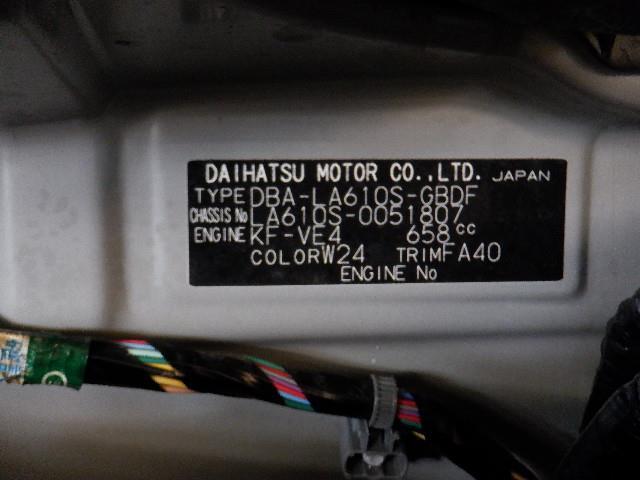 DAIHATSU MOTOR CO.,LTD. JAPAN
TYPE DBA-LA610S-GBDF
CHASSIS No LA610S-0051807
ENGINE KF-VE4 658cc
COLOR W24 TRIM FA40
ENGINE No